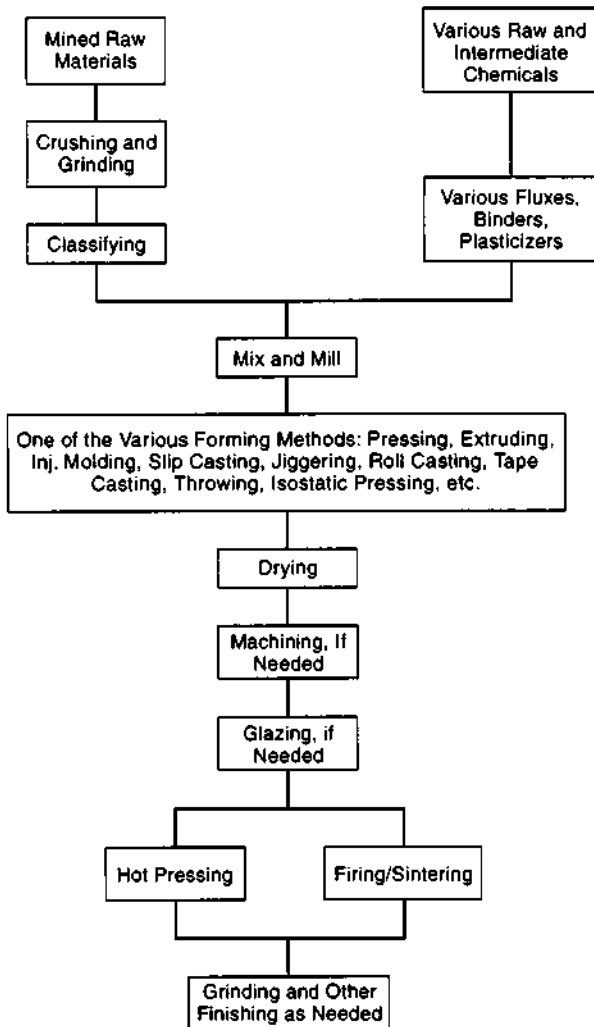 Mined Raw
Materials
Various Raw and
Intermediate
Chemicals
Crushing and
Grinding
Various Fluxes,
Binders,
Plasticizers
Classifying
Mix and Mill
One of the Various Forming Methods: Pressing, Extruding,
Inj. Molding, Slip Casting, Jiggering, Roll Casting, Tape
Casting, Throwing, Isostatic Pressing, etc.
Drying
Machining, If
Needed
Glazing, if
Needed
Hot Pressing
Firing/Sintering
Grinding and Other
Finishing as Needed